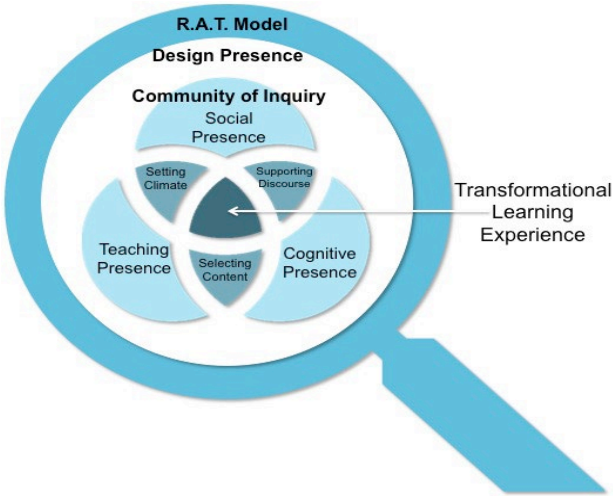 R.A.T. Model
Design Presence
Community of Inquiry
Social
Presence
Setting
Climate
Supporting
Discourse
Transformational
Learning
Experience
Teaching
Presence
Selecting
Content
Cognitive
Presence